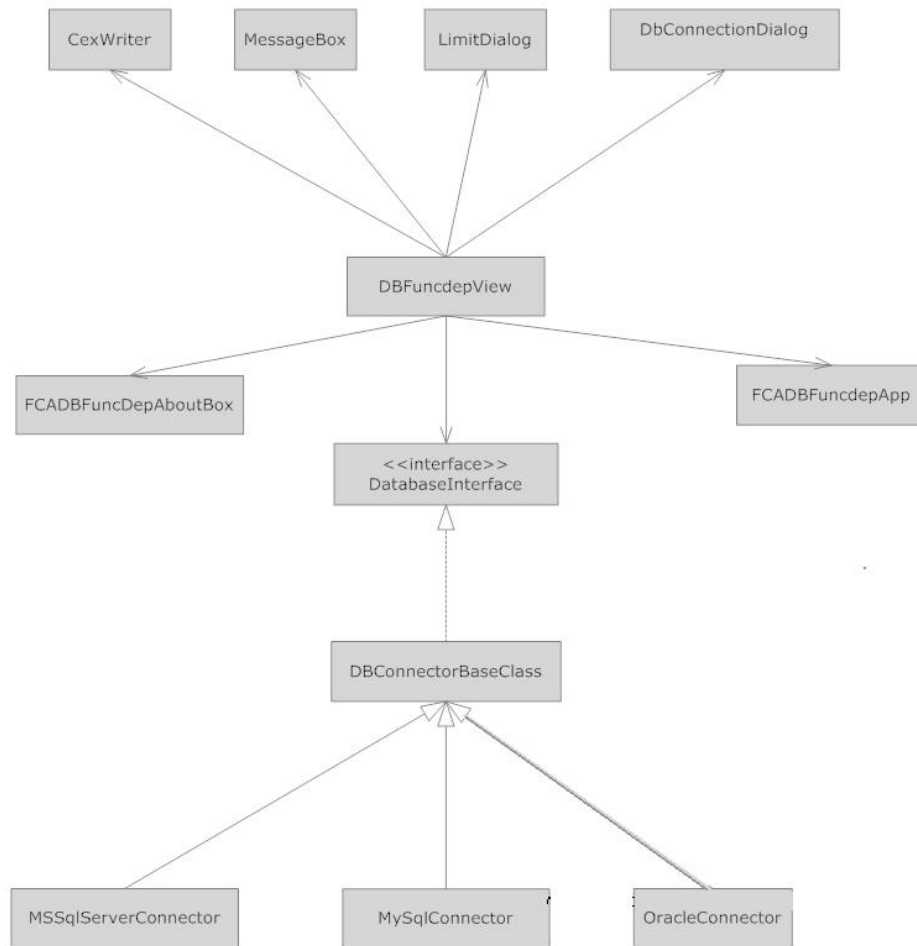 CexWriter
MessageBox
LimitDialog
DbConnectionDialog
DBFuncdepView
FCADBFuncDepAboutBox
FCADBFuncdepApp
<<interface>>
DatabaseInterface
DBConnectorBaseClass
MSSqlServerConnector
MySqlConnector
OracleConnector